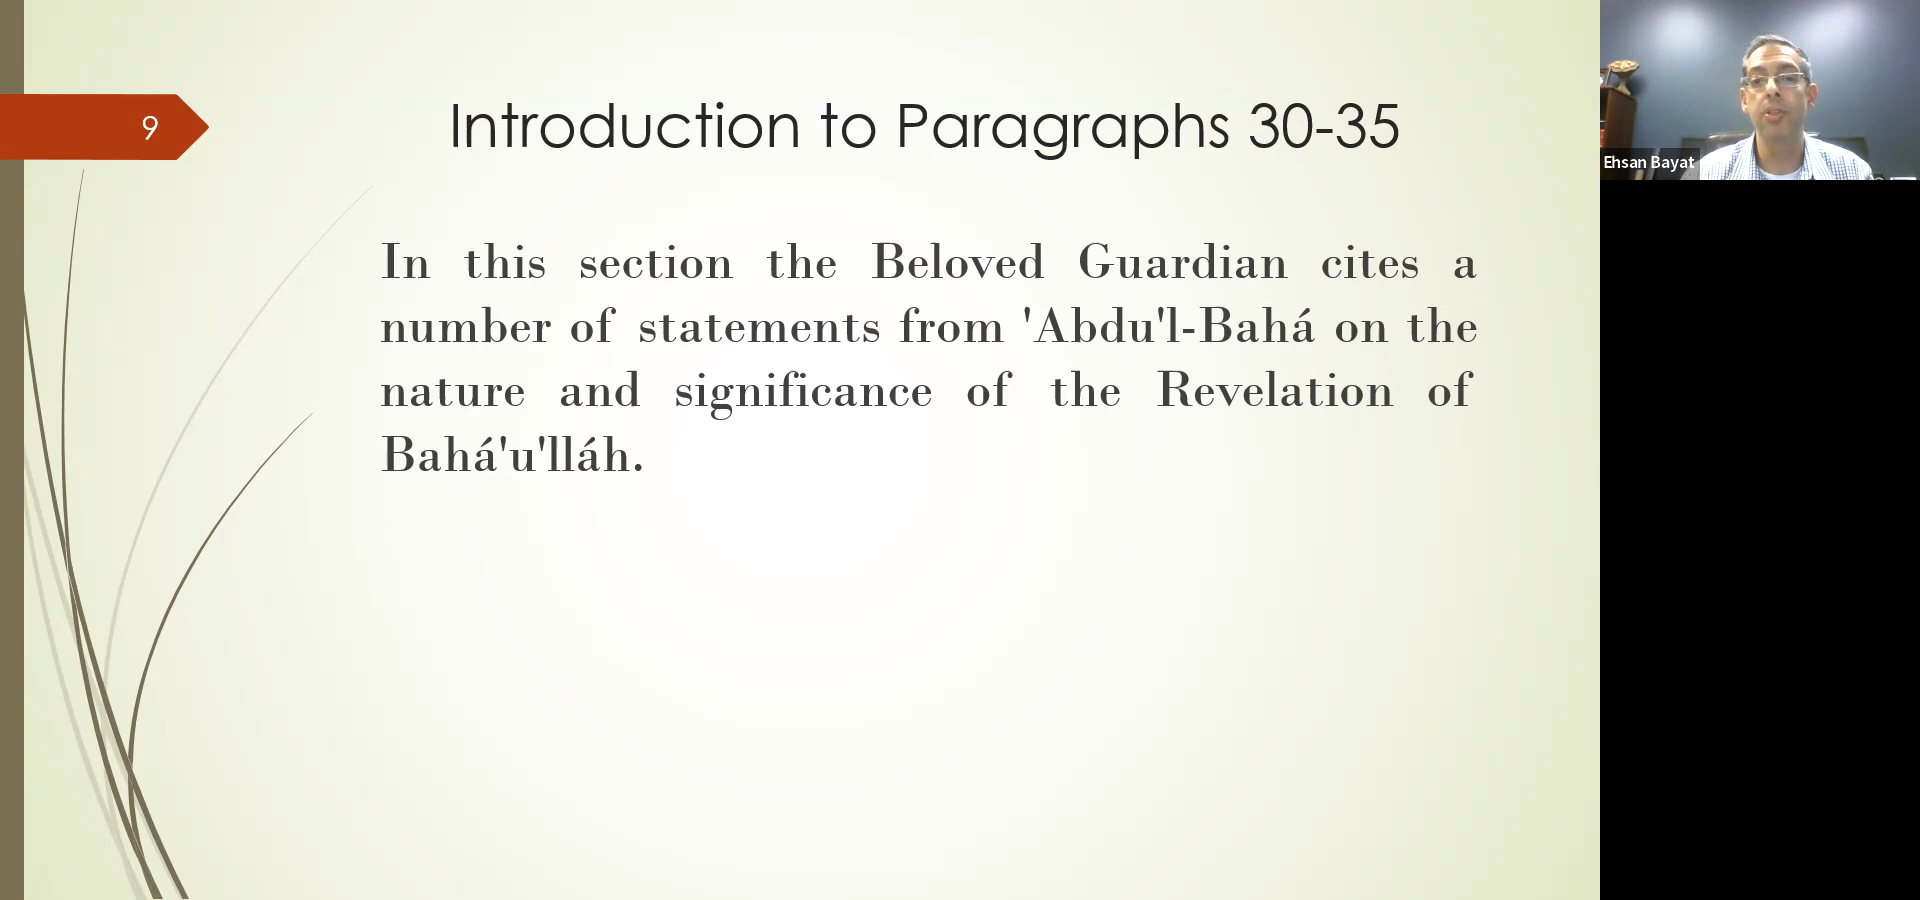 9
Introduction to Paragraphs 30-35
In this section the Beloved Guardian cites a
number of statements from 'Abdu'l-Bahá on the
nature and significance of the Revelation of
Bahá'u'lláh.
Ehsan Bayat